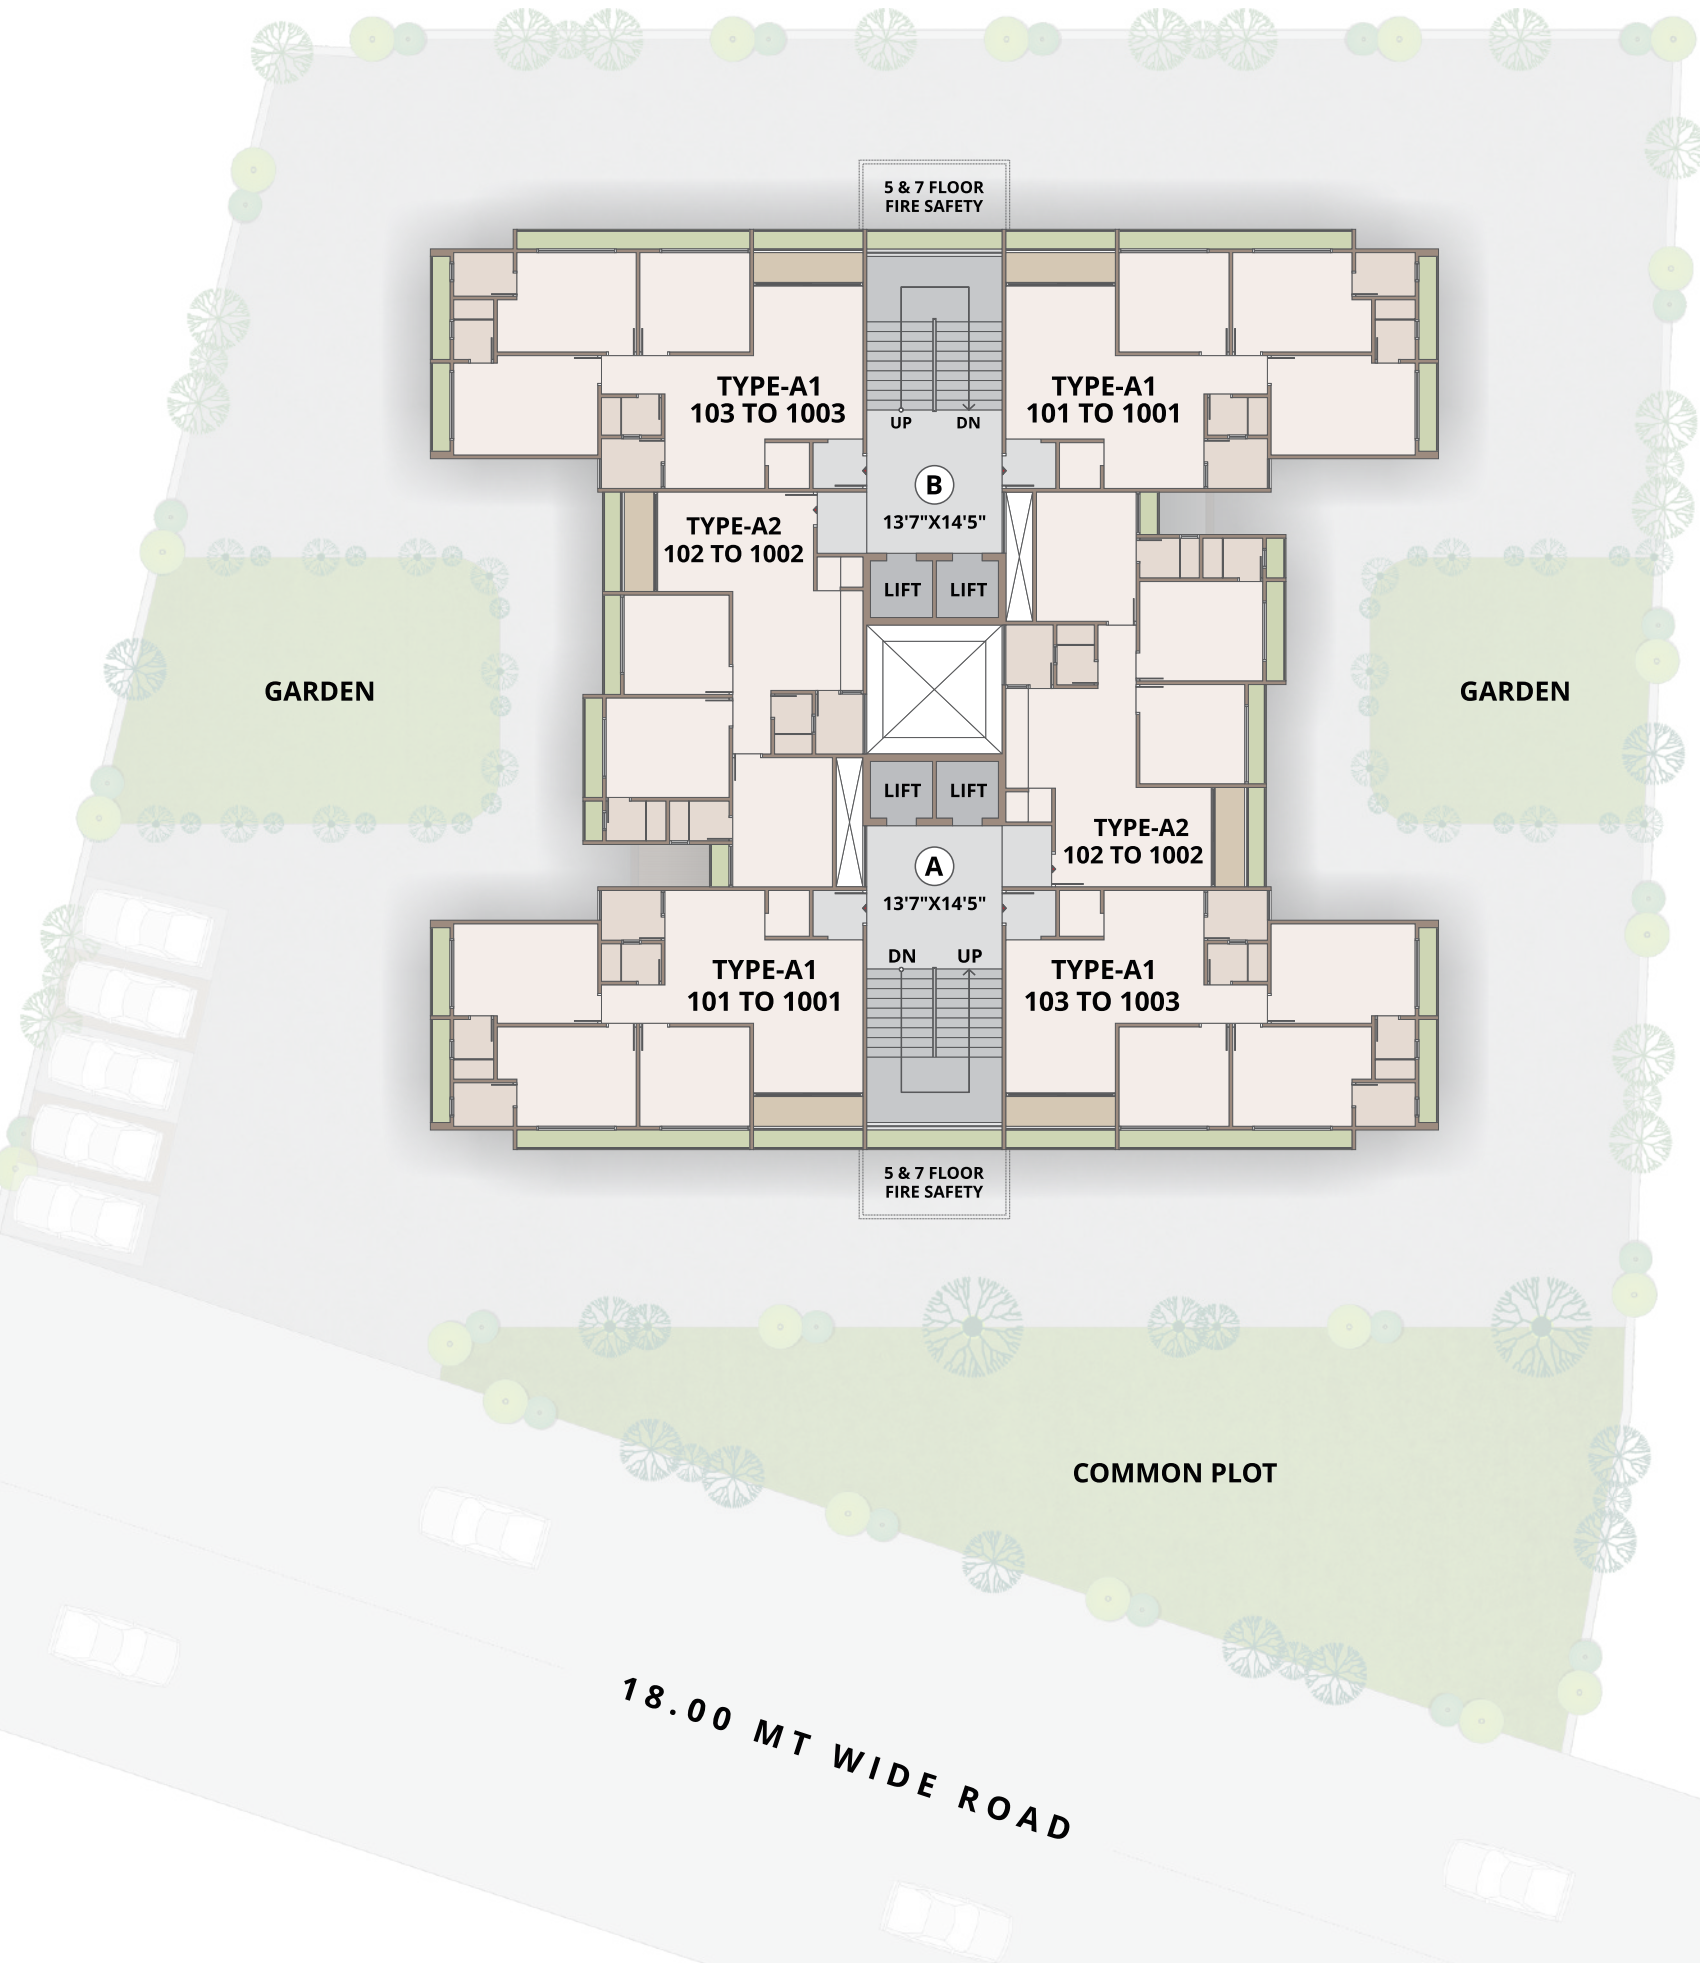 5 & 7 FLOOR
FIRE SAFETY
TYPE-A1
103 TO 1003
TYPE-A1
101 TO 1001
UP
DN
B
13'7"X14'5"
TYPE-A2
102 TO 1002
LIFT
LIFT
GARDEN
GARDEN
LIFT
LIFT
TYPE-A2
102 TO 1002
A
13'7"X14'5"
DN
UP
TYPE-A1
101 TO 1001
TYPE-A1
103 TO 1003
5 & 7 FLOOR
FIRE SAFETY
COMMON PLOT
18.00 MT WIDE ROAD